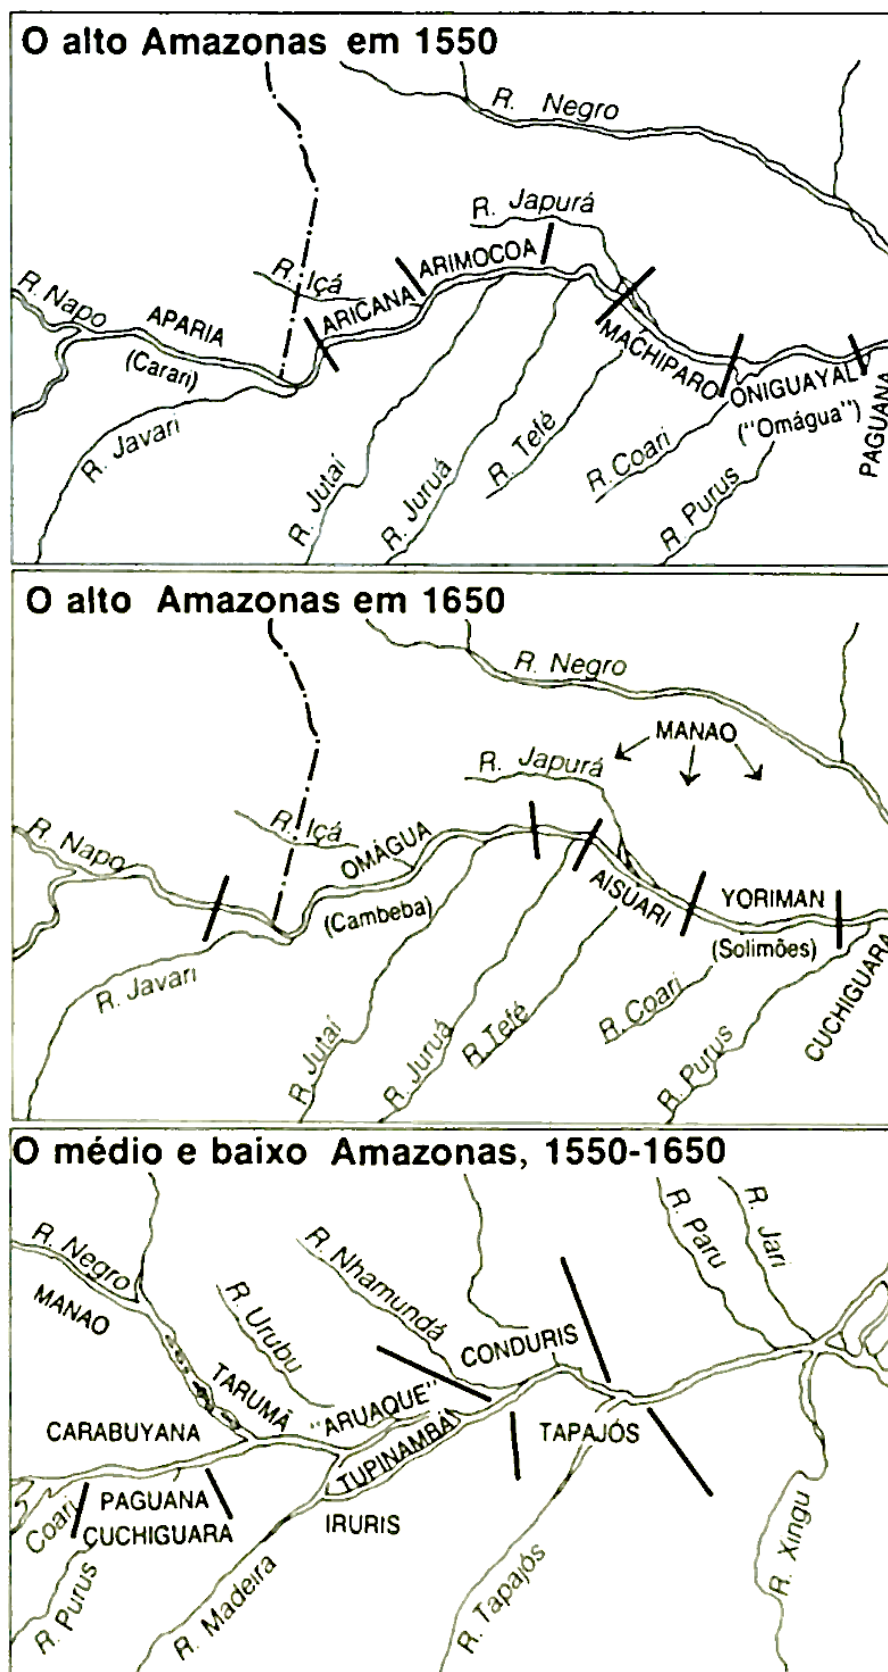 O alto Amazonas em 1550
R. Negro
R. Japurá
R. Içá
ARIMOCOA
ARICANA
R. Napo
APARIA
(Carari)
MACHIPARO
ONIGUAYAL
("Omágua")
PAGUANA
R. Javari
R. Jutaí
R. Juruá
R. Tefé
R. Coari
R. Purus
O alto Amazonas em 1650
R. Negro
MANAO
R. Japurá
R. Içá
R. Napo
OMÁGUA
(Cambeba)
AISUARI
YORIMAN
(Solimões)
CUCHIGUARA
R. Javari
R. Jutaí
R. Juruá
R. Tefé
R. Coari
R. Purus
O médio e baixo Amazonas, 1550-1650
R. Negro
MANAO
R. Urubu
R. Nhamundá
R. Paru
R. Jari
CONDURIS
TARUMÃ
"ARUAQUE"
CARABUYANA
TUPINAMBÁ
TAPAJÓS
PAGUANA
CUCHIGUARA
IRURIS
Coari
R. Purus
R. Madeira
R. Tapajós
R. Xingu